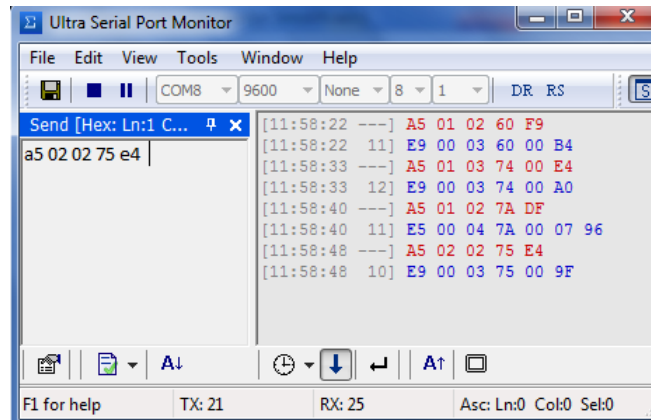 Σ Ultra Serial Port Monitor
File Edit View Tools Window Help
COM8 9600 None 8 1 DR RS S
Send [Hex: Ln:1 C...
a5 02 02 75 e4
[11:58:22 ---] A5 01 02 60 F9
[11:58:22 11] E9 00 03 60 00 B4
[11:58:33 ---] A5 01 03 74 00 E4
[11:58:33 12] E9 00 03 74 00 A0
[11:58:40 ---] A5 01 02 7A DF
[11:58:40 11] E5 00 04 7A 00 07 96
[11:58:48 ---] A5 02 02 75 E4
[11:58:48 10] E9 00 03 75 00 9F
A↓ A↑
F1 for help TX: 21 RX: 25 Asc: Ln:0 Col:0 Sel:0